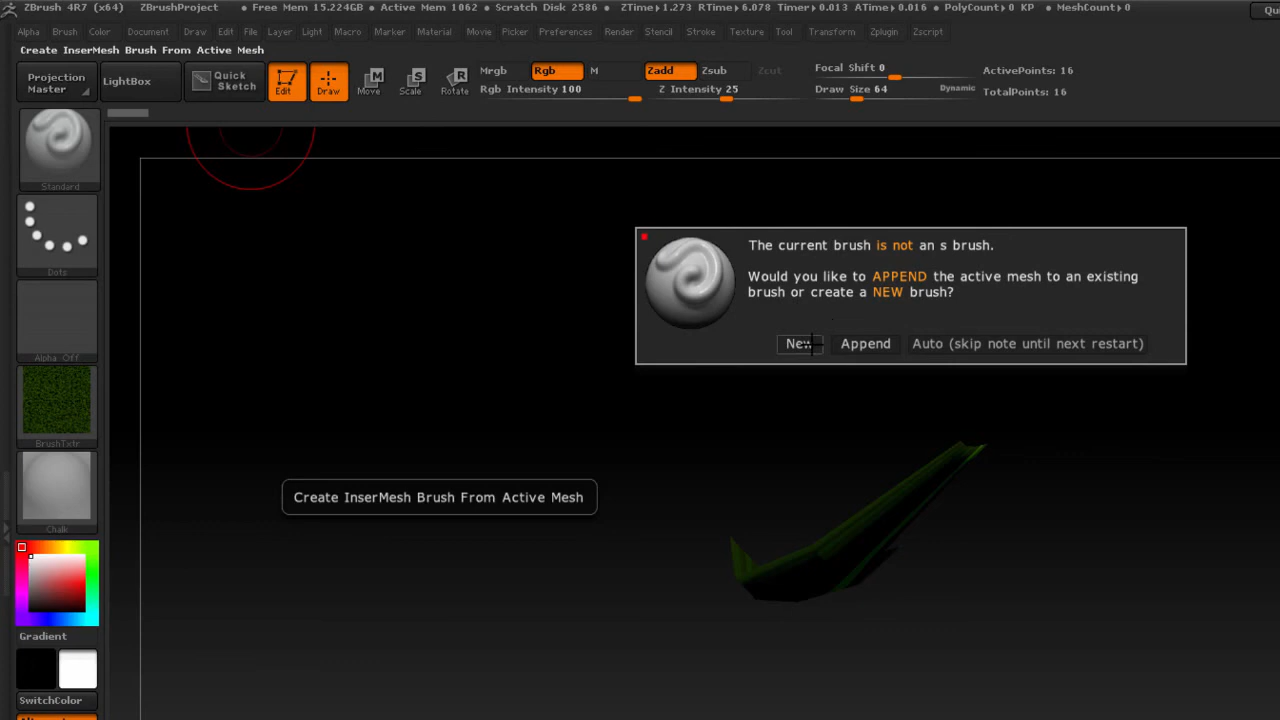 ZBrush 4R7 (x64) ZBrushProject • Free Mem 15.224GB • Active Mem 1062 • Scratch Disk 2586 • ZTime▸1.273 RTime▸6.078 Timer▸0.013 ATime▸0.016 • PolyCount▸0 KP • MeshCount▸0
Alpha Brush Color Document Draw Edit File Layer Light Macro Marker Material Movie Picker Preferences Render Stencil Stroke Texture Tool Transform Zplugin Zscript
Create InserMesh Brush From Active Mesh
Projection Master
LightBox
Quick Sketch
Edit
Draw
Move
Scale
Rotate
Mrgb Rgb M
Rgb Intensity 100
Zadd Zsub Zcut
Z Intensity 25
Focal Shift 0
Draw Size 64 Dynamic
ActivePoints: 16
TotalPoints: 16
Standard
Dots
Alpha Off
BrushTxtr
Chalk
Gradient
SwitchColor
The current brush is not an s brush.
Would you like to APPEND the active mesh to an existing
brush or create a NEW brush?
New Append Auto (skip note until next restart)
Create InserMesh Brush From Active Mesh